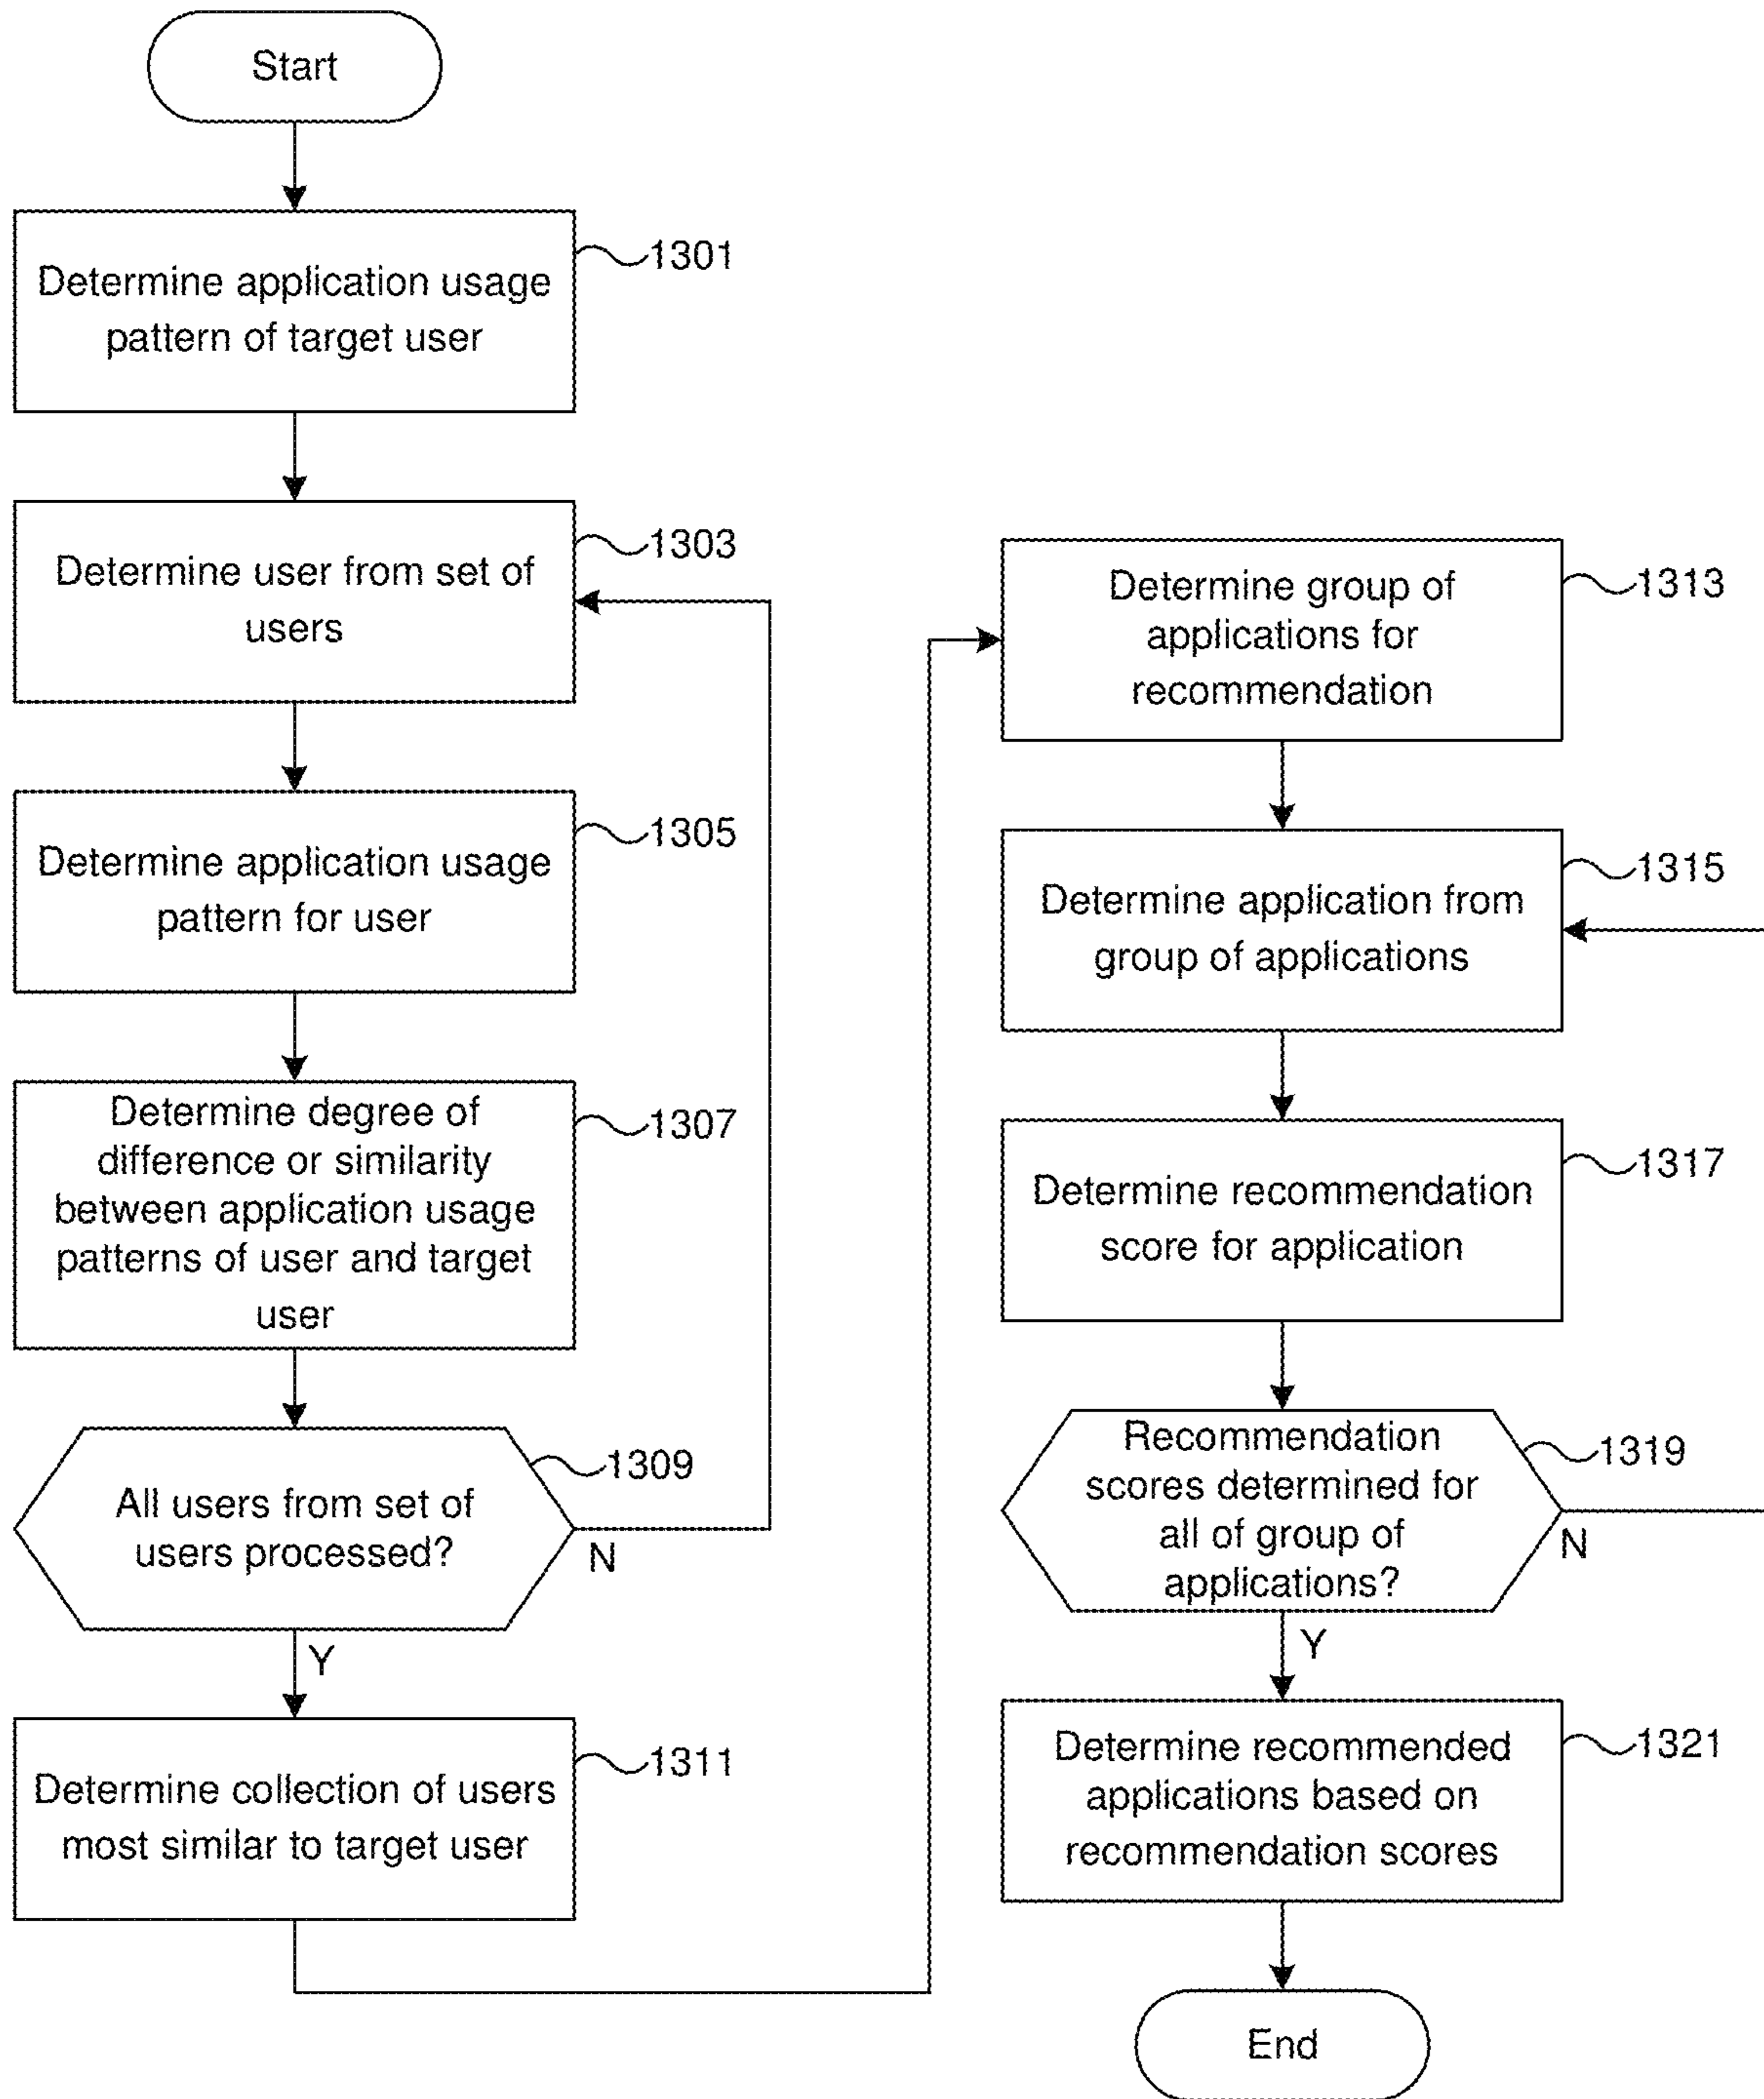 Start
Determine application usage
pattern of target user
1301
Determine user from set of
users
1303
Determine application usage
pattern for user
1305
Determine degree of
difference or similarity
between application usage
patterns of user and target
user
1307
All users from set of
users processed?
1309
N
Y
Determine collection of users
most similar to target user
1311
Determine group of
applications for
recommendation
1313
Determine application from
group of applications
1315
Determine recommendation
score for application
1317
Recommendation
scores determined for
all of group of
applications?
1319
N
Y
Determine recommended
applications based on
recommendation scores
1321
End